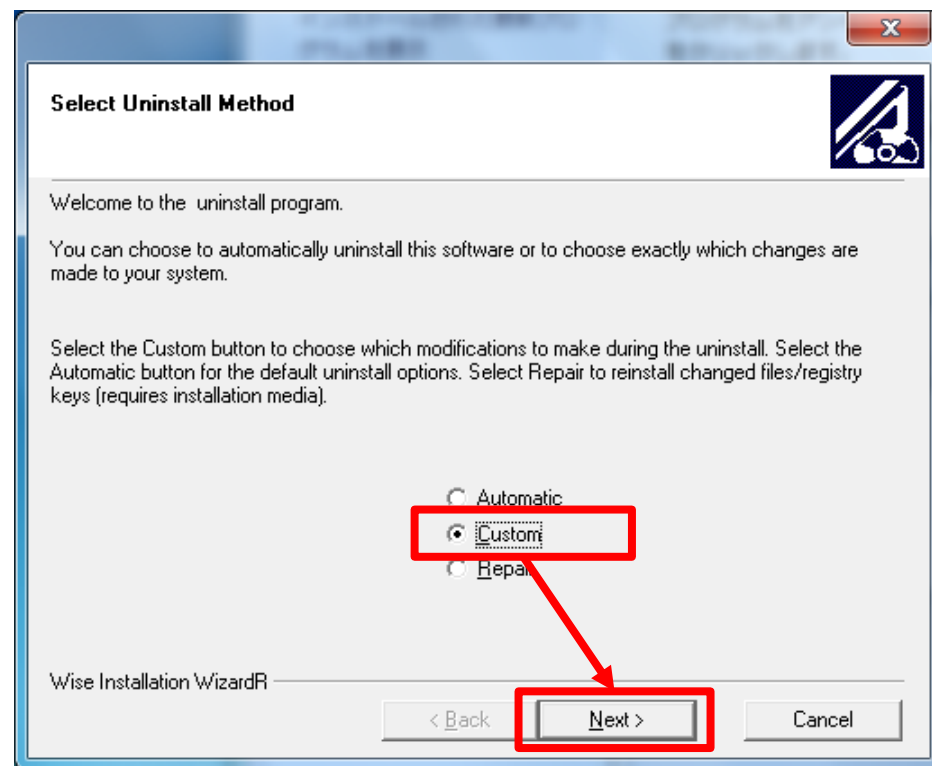 Select Uninstall Method
Welcome to the uninstall program.
You can choose to automatically uninstall this software or to choose exactly which changes are
made to your system.
Select the Custom button to choose which modifications to make during the uninstall. Select the
Automatic button for the default uninstall options. Select Repair to reinstall changed files/registry
keys (requires installation media).
Automatic
Custom
Repair
Wise Installation WizardR
< Back
Next >
Cancel